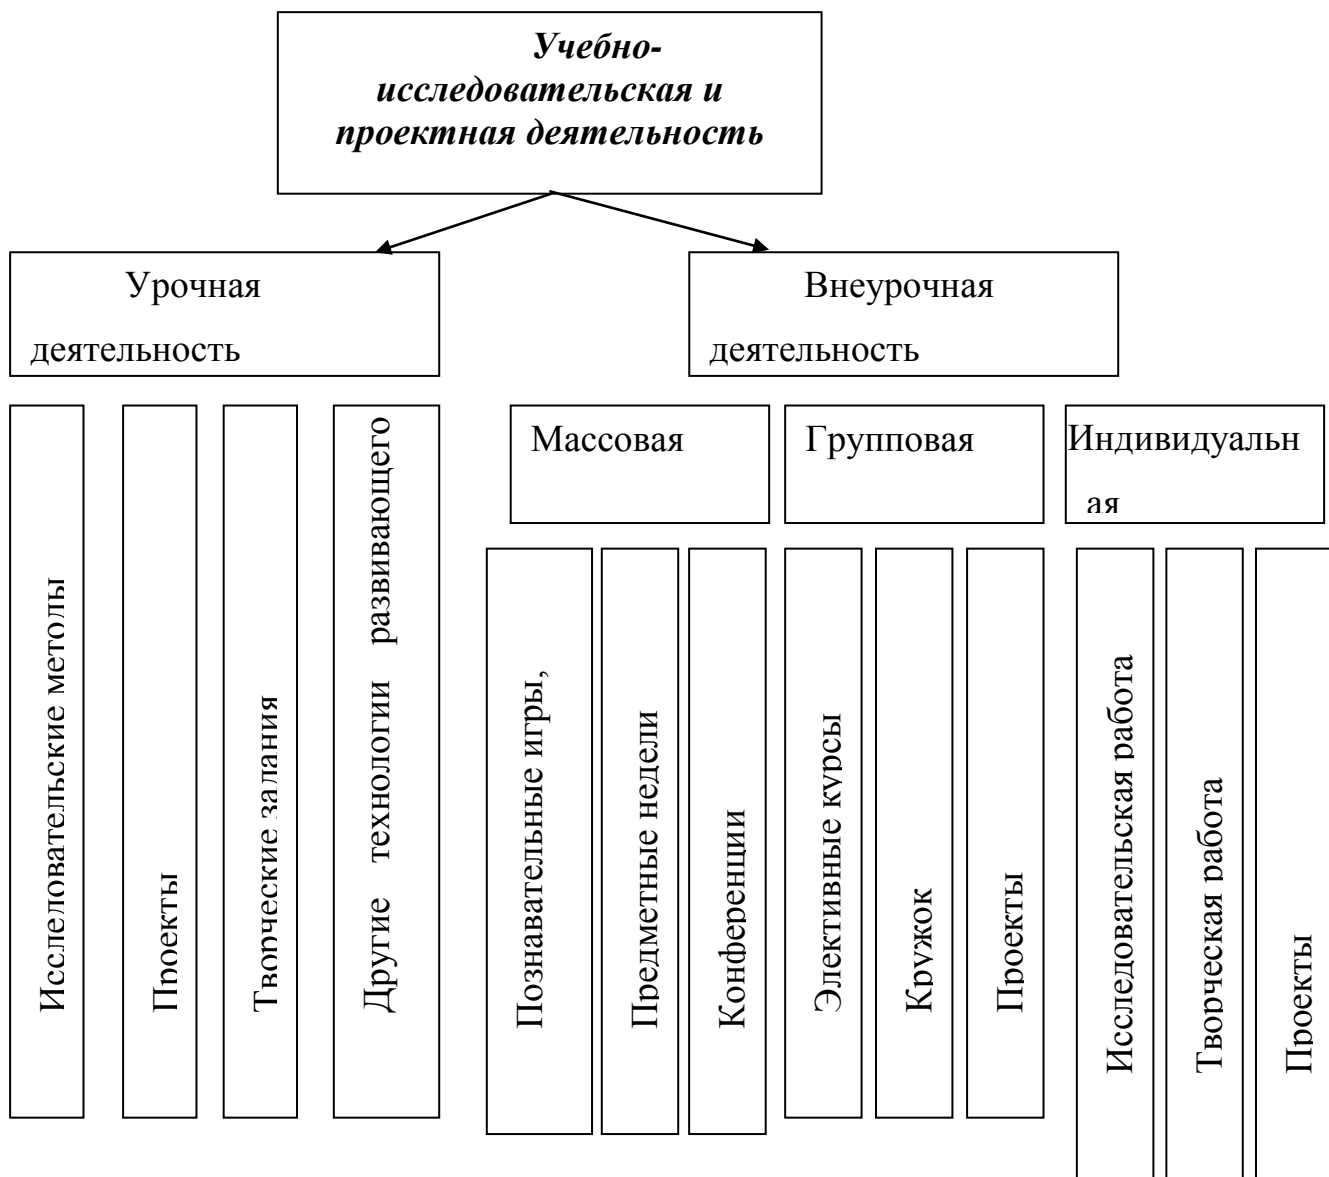 Учебно-
исследовательская и
проектная деятельность
Урочная
деятельность
Внеурочная
деятельность
Массовая
Групповая
Индивидуальн
ая
Исследовательские методы
Проекты
Творческие задания
Другие технологии развивающего
Познавательные игры,
Предметные недели
Конференции
Элективные курсы
Кружок
Проекты
Исследовательская работа
Творческая работа
Проекты